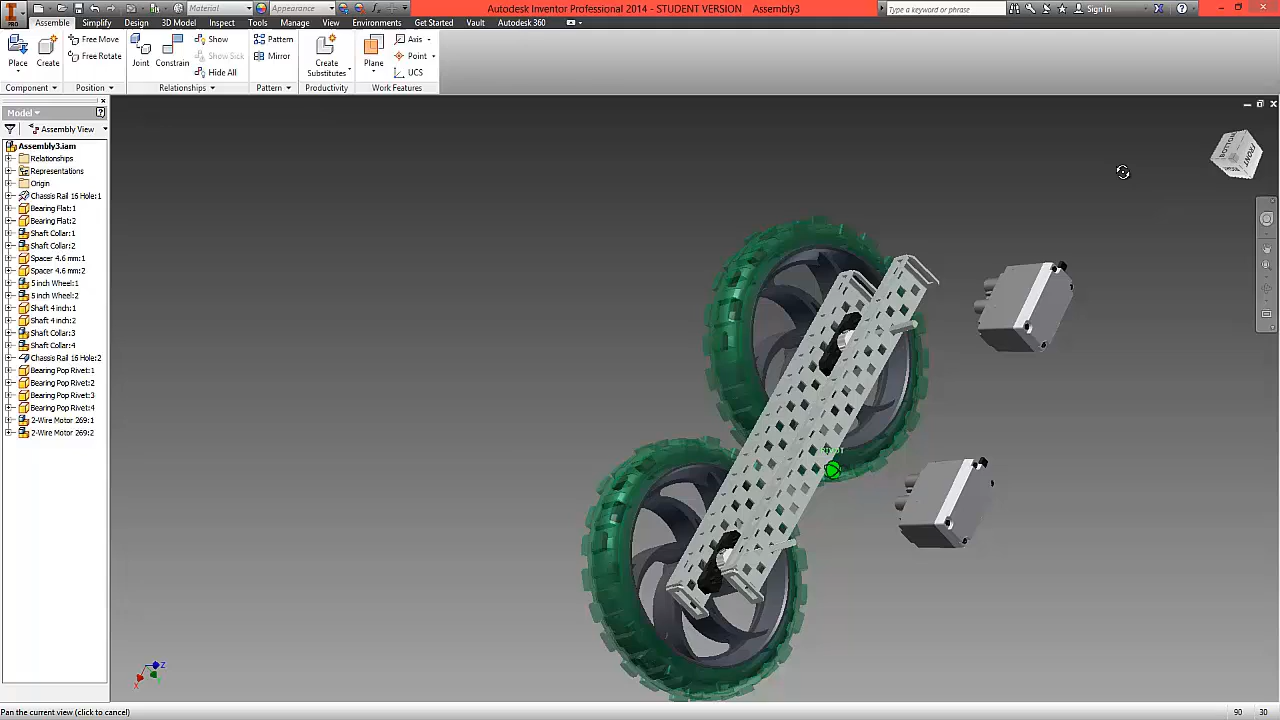 Material
Appearance
Autodesk Inventor Professional 2014 - STUDENT VERSION Assembly3
Type a keyword or phrase
Sign In
PRO
Assemble Simplify Design 3D Model Inspect Tools Manage View Environments Get Started Vault Autodesk 360
Place Create Free Move Free Rotate
Joint Constrain Show Show Sick Hide All
Pattern Mirror
Create Substitutes
Plane Axis Point UCS
Component Position Relationships Pattern Productivity Work Features
Model
Assembly View
Assembly3.iam
Relationships
Representations
Origin
Chassis Rail 16 Hole:1
Bearing Flat:1
Bearing Flat:2
Shaft Collar:1
Shaft Collar:2
Spacer 4.6 mm:1
Spacer 4.6 mm:2
5 inch Wheel:1
5 inch Wheel:2
Shaft 4 inch:1
Shaft 4 inch:2
Shaft Collar:3
Shaft Collar:4
Chassis Rail 16 Hole:2
Bearing Pop Rivet:1
Bearing Pop Rivet:2
Bearing Pop Rivet:3
Bearing Pop Rivet:4
2-Wire Motor 269:1
2-Wire Motor 269:2
BOTTOM
FRONT
PIVOT
Z
X
Pan the current view (click to cancel)
90 30